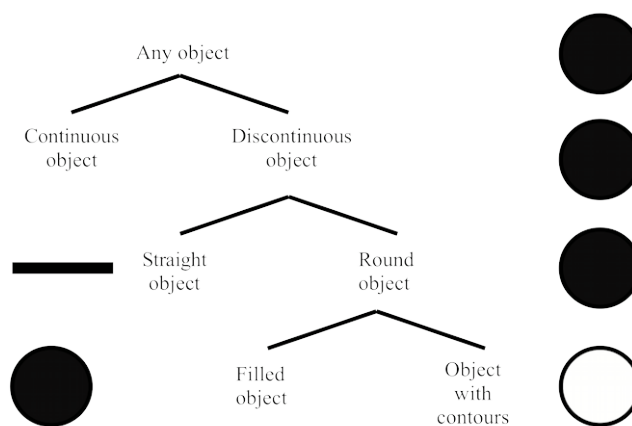 Any object
Continuous
object
Discontinuous
object
Straight
object
Round
object
Filled
object
Object
with
contours